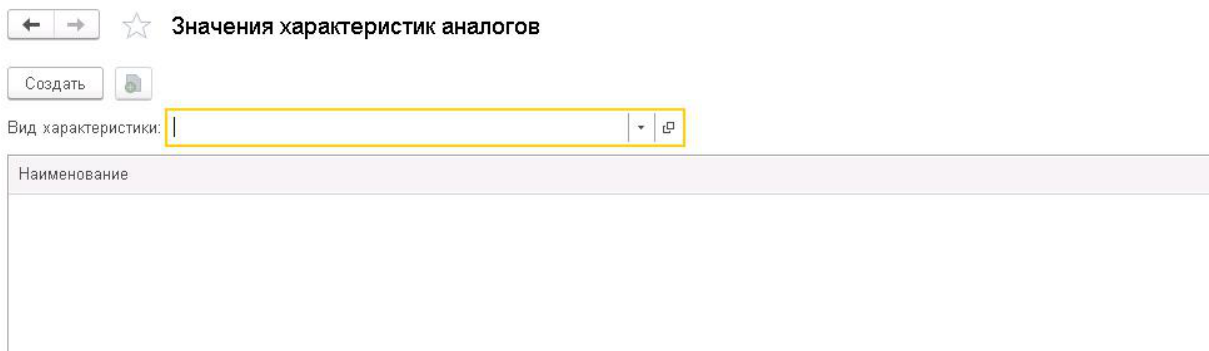 Значения характеристик аналогов
Создать
Вид характеристики:
Наименование